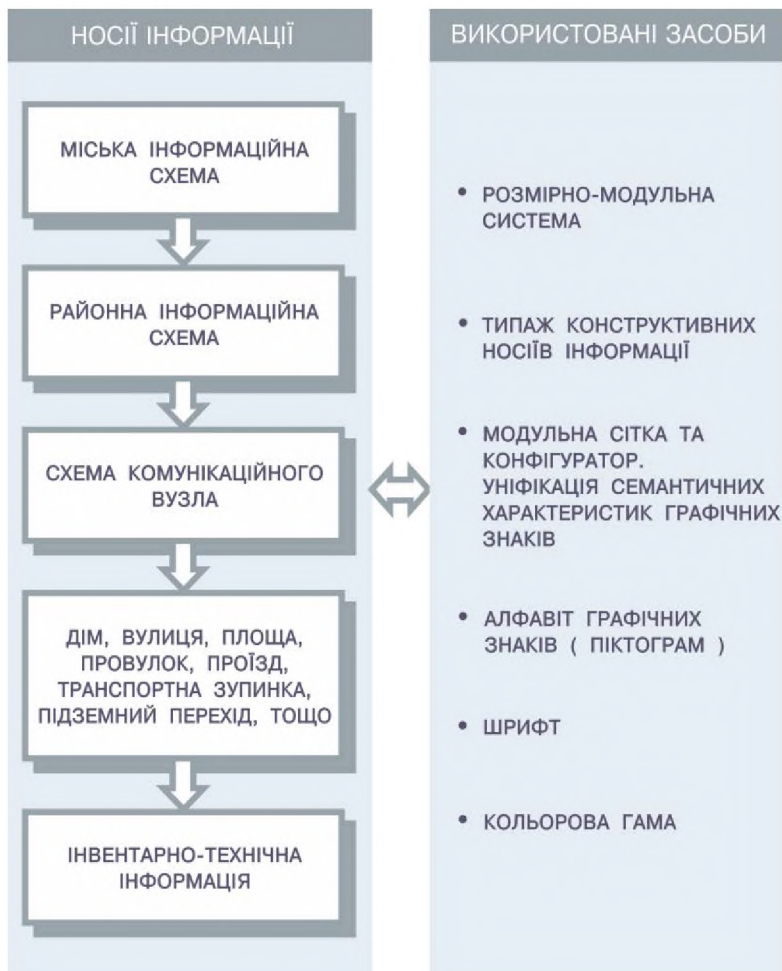 НОСІЇ ІНФОРМАЦІЇ
МІСЬКА ІНФОРМАЦІЙНА
СХЕМА
РАЙОННА ІНФОРМАЦІЙНА
СХЕМА
СХЕМА КОМУНІКАЦІЙНОГО
ВУЗЛА
ДІМ, ВУЛИЦЯ, ПЛОЩА,
ПРОВУЛОК, ПРОЇЗД,
ТРАНСПОРТНА ЗУПИНКА,
ПІДЗЕМНИЙ ПЕРЕХІД, ТОЩО
ІНВЕНТАРНО-ТЕХНІЧНА
ІНФОРМАЦІЯ
ВИКОРИСТОВАНІ ЗАСОБИ
• РОЗМІРНО-МОДУЛЬНА
СИСТЕМА
• ТИПАЖ КОНСТРУКТИВНИХ
НОСІЇВ ІНФОРМАЦІЇ
• МОДУЛЬНА СІТКА ТА
КОНФІГУРАТОР.
УНІФІКАЦІЯ СЕМАНТИЧНИХ
ХАРАКТЕРИСТИК ГРАФІЧНИХ
ЗНАКІВ
• АЛФАВІТ ГРАФІЧНИХ
ЗНАКІВ ( ПІКТОГРАМ )
• ШРИФТ
• КОЛЬОРОВА ГАМА